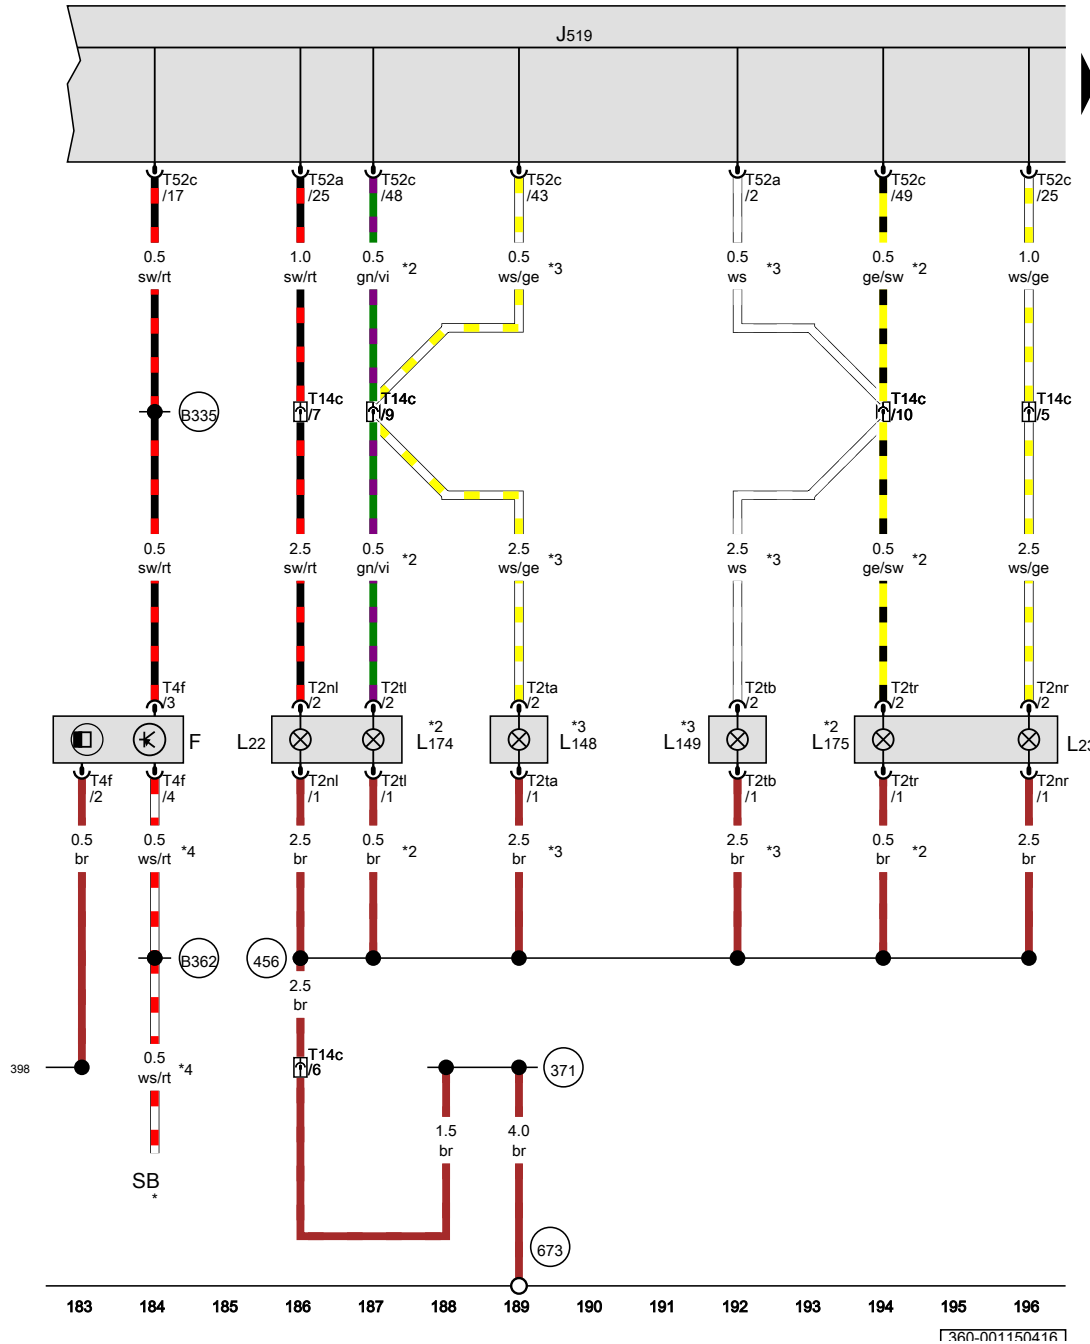 J519
T52c T52a T52c T52c T52a T52c T52c
/17 /25 /48 /43 /2 /49 /25
0.5 1.0 0.5 0.5 0.5 0.5 1.0
sw/rt sw/rt gn/vi *2 ws/ge *3 ws *3 ge/sw *2 ws/ge
B335 T14c T14c T14c T14c
/7 /9 /10 /5
0.5 2.5 0.5 2.5 2.5 0.5 2.5
sw/rt sw/rt gn/vi *2 ws/ge *3 ws *3 ge/sw *2 ws/ge
T4f T2nl T2tl T2ta T2tb T2tr T2nr
/3 /2 /2 /2 /2 /2 /2
*2 *3 *3 *2
F L22 L174 L148 L149 L175 L23
T4f T4f T2nl T2tl T2ta T2tb T2tr T2nr
/2 /4 /1 /1 /1 /1 /1 /1
0.5 0.5 2.5 0.5 2.5 2.5 0.5 2.5
br ws/rt *4 br br *2 br *3 br *3 br *2 br
B362 456
2.5
br
398 0.5 T14c 371
ws/rt *4 /6
1.5 4.0
br br
SB
*
673
183 184 185 186 187 188 189 190 191 192 193 194 195 196
360-001150416